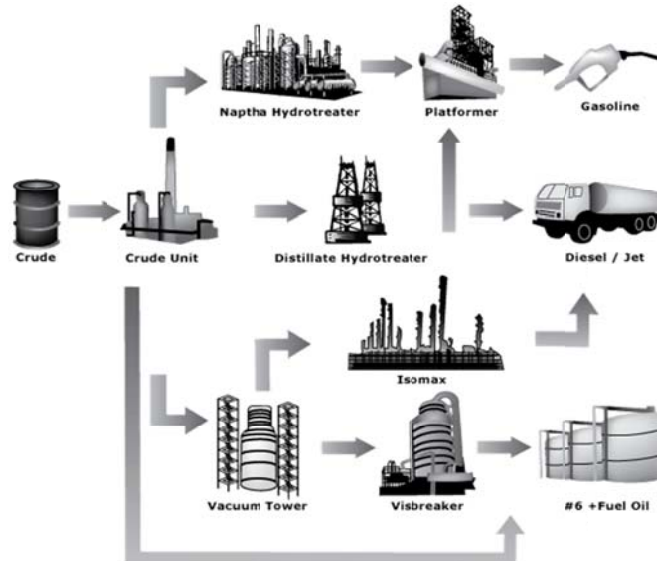 Naptha Hydrotreater
Platformer
Gasoline
Crude
Crude Unit
Distillate Hydrotreater
Diesel / Jet
Isomax
Vacuum Tower
Visbreaker
#6 +Fuel Oil